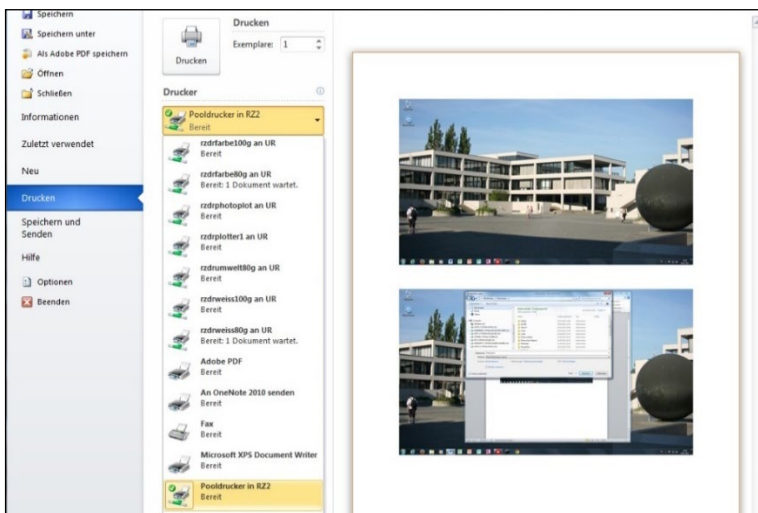 Speichern
Speichern unter
Als Adobe PDF speichern
Öffnen
Schließen
Informationen
Zuletzt verwendet
Neu
Drucken
Speichern und
Senden
Hilfe
Optionen
Beenden
Drucken
Exemplare: 1
Drucken
Drucker
Pooldrucker in RZ2
Bereit
rzdrfarbe100g an UR
Bereit
rzdrfarbe80g an UR
Bereit: 1 Dokument wartet.
rzdrphotoplot an UR
Bereit
rzdrplotter1 an UR
Bereit
rzdrumwelt80g an UR
Bereit
rzdrweiss100g an UR
Bereit
rzdrweiss80g an UR
Bereit: 1 Dokument wartet.
Adobe PDF
Bereit
An OneNote 2010 senden
Bereit
Fax
Bereit
Microsoft XPS Document Writer
Bereit
Pooldrucker in RZ2
Bereit